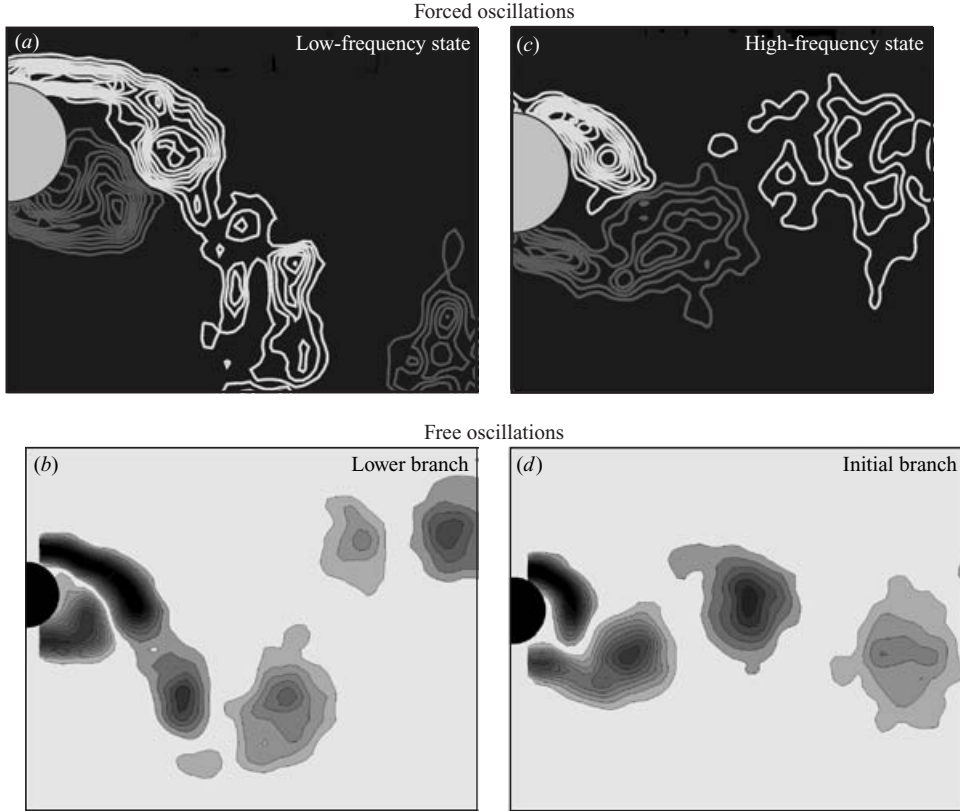 Forced oscillations
(a) Low-frequency state
(c) High-frequency state
Free oscillations
(b) Lower branch
(d) Initial branch